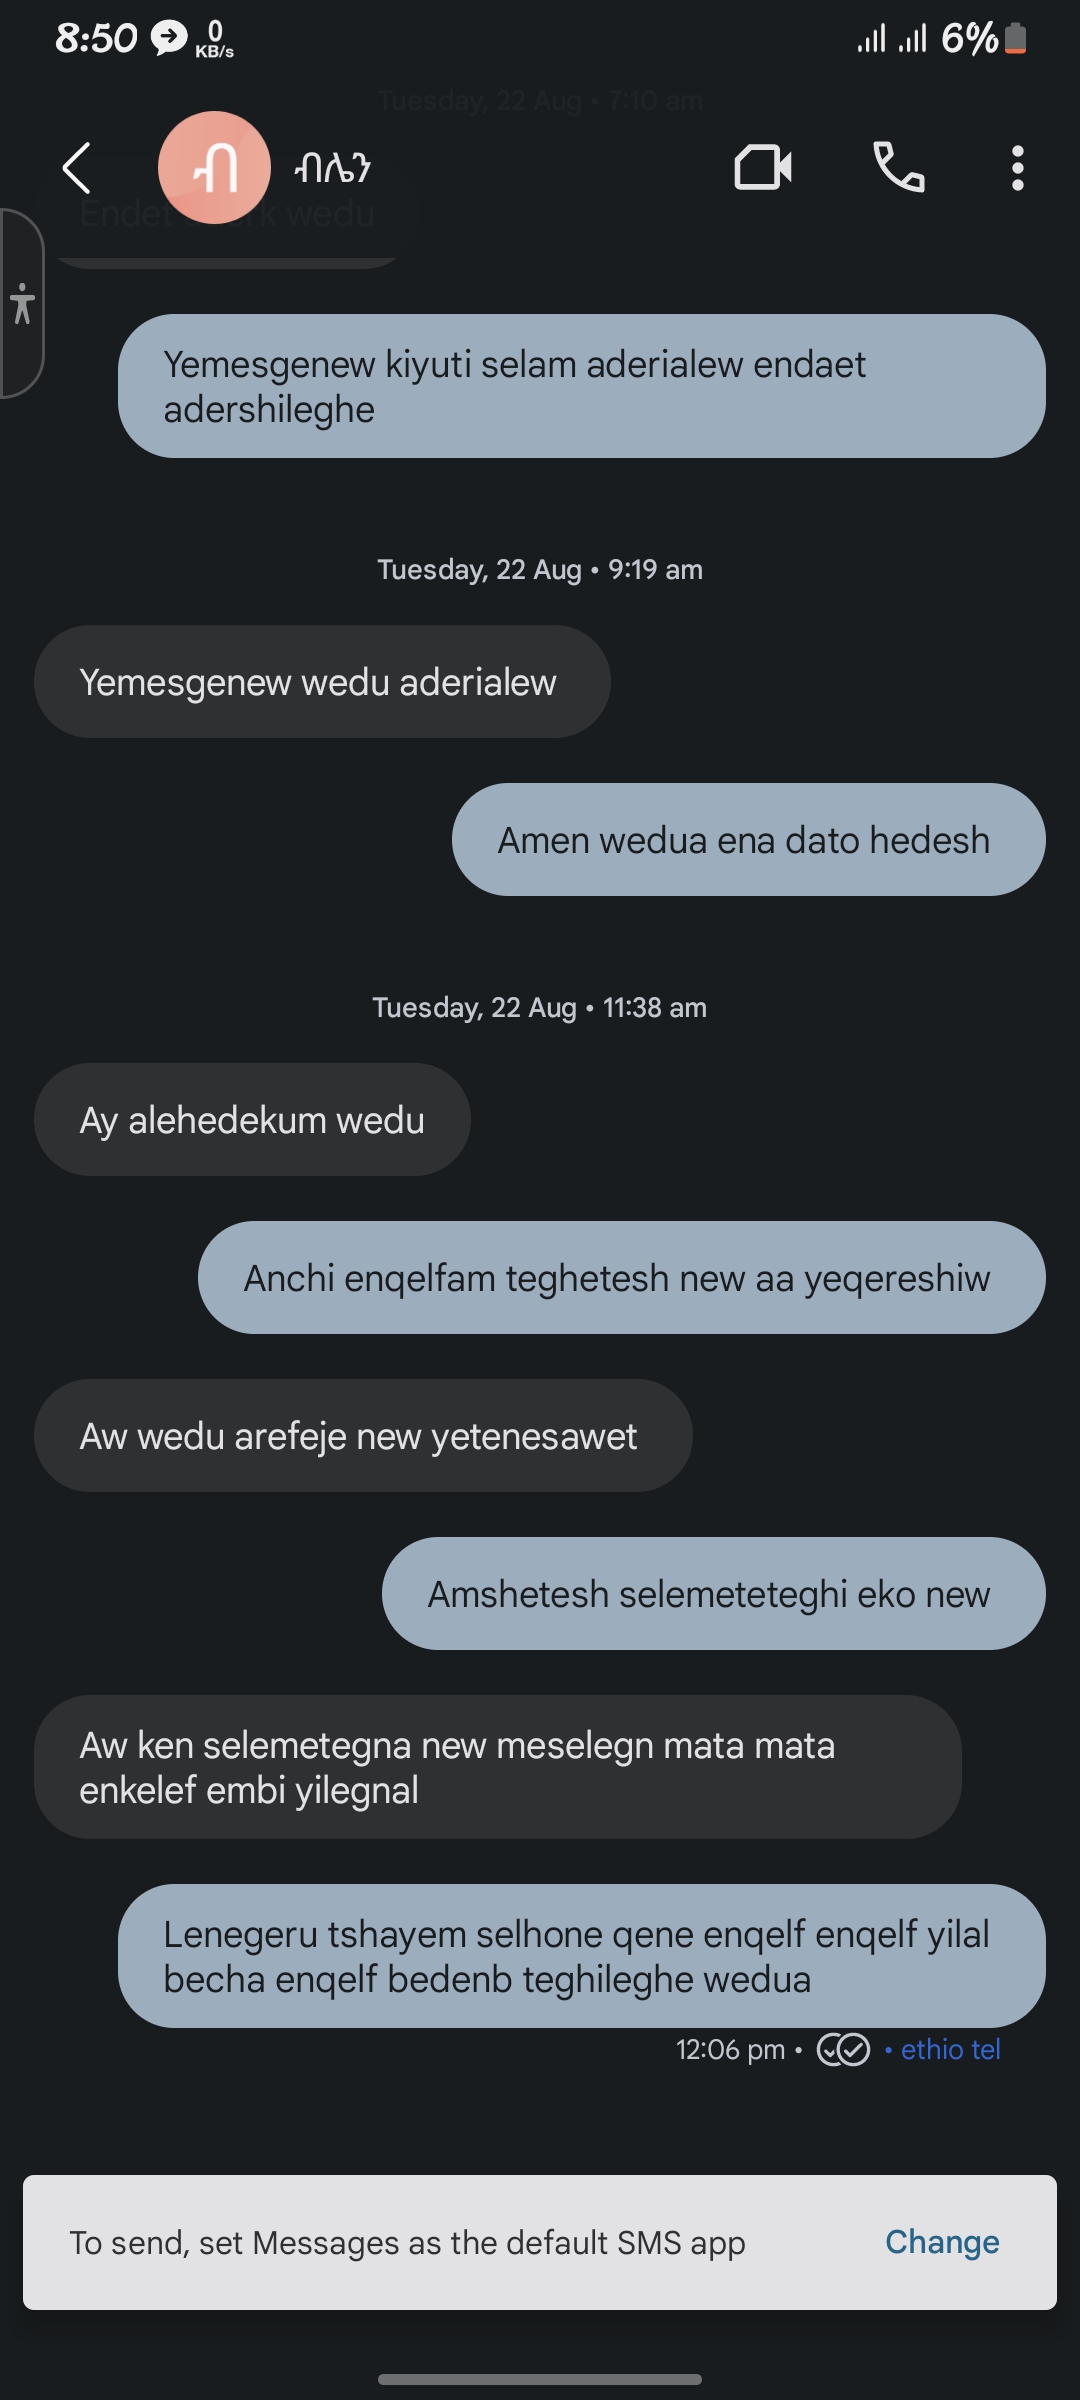 8:50
0
KB/s
6%
Tuesday, 22 Aug • 7:10 am
ብ
ብሌን
wedu
Yemesgenew kiyuti selam aderialew endaet
adershileghe
Tuesday, 22 Aug • 9:19 am
Yemesgenew wedu aderialew
Amen wedua ena dato hedesh
Tuesday, 22 Aug • 11:38 am
Ay alehedekum wedu
Anchi enqelfam teghetesh new aa yeqereshiw
Aw wedu arefeje new yetenesawet
Amshetesh selemeteteghi eko new
Aw ken selemetegna new meselegn mata mata
enkelef embi yilegnal
Lenegeru tshayem selhone qene enqelf enqelf yilal
becha enqelf bedenb teghileghe wedua
12:06 pm • • ethio tel
To send, set Messages as the default SMS app
Change